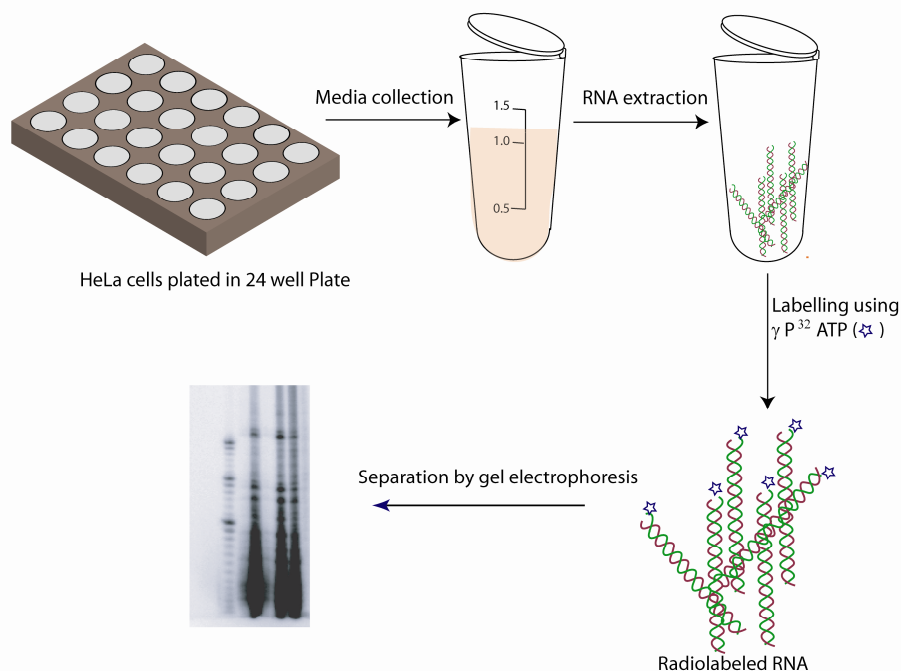 Media collection
RNA extraction
1.5
1.0
0.5
HeLa cells plated in 24 well Plate
Labelling using
γ P³² ATP (☆)
Separation by gel electrophoresis
Radiolabeled RNA